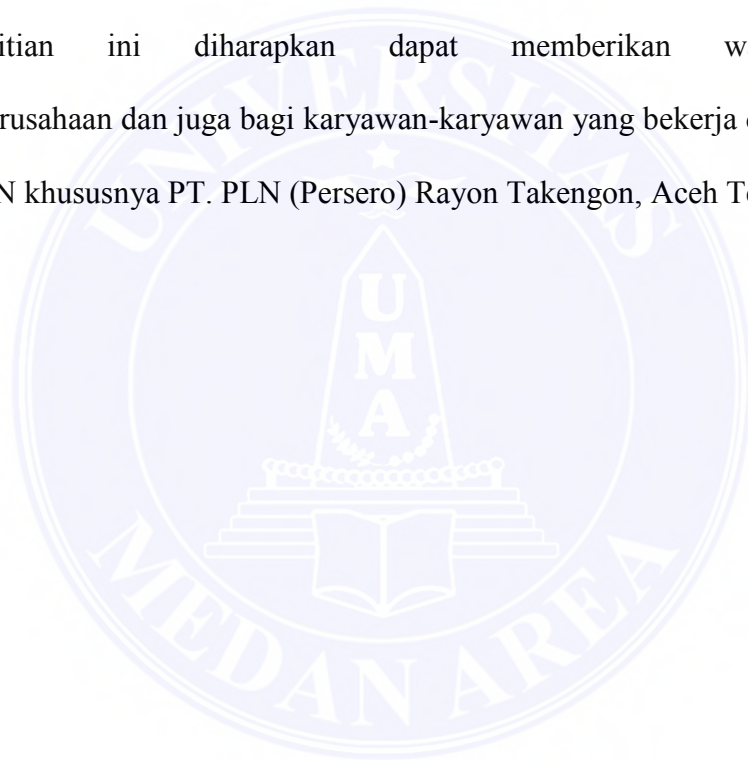 itian ini diharapkan dapat memberikan w
rusahaan dan juga bagi karyawan-karyawan yang bekerja
N khususnya PT. PLN (Persero) Rayon Takengon, Aceh T
UNIVERSITAS
UMA
MEDAN AREA